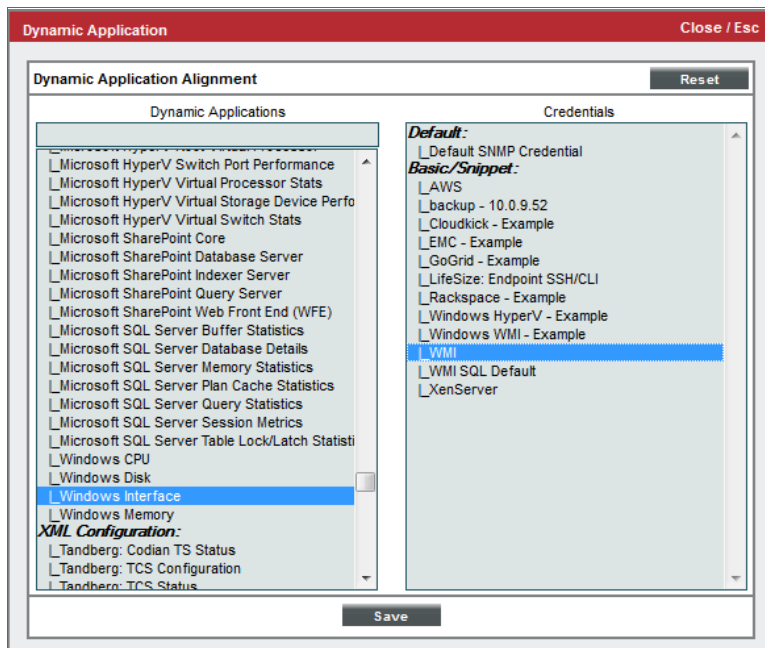 Dynamic Application
Close / Esc
Dynamic Application Alignment
Reset
Dynamic Applications
|_Microsoft HyperV Switch Port Performance
|_Microsoft HyperV Virtual Processor Stats
|_Microsoft HyperV Virtual Storage Device Perfo
|_Microsoft HyperV Virtual Switch Stats
|_Microsoft SharePoint Core
|_Microsoft SharePoint Database Server
|_Microsoft SharePoint Indexer Server
|_Microsoft SharePoint Query Server
|_Microsoft SharePoint Web Front End (WFE)
|_Microsoft SQL Server Buffer Statistics
|_Microsoft SQL Server Database Details
|_Microsoft SQL Server Memory Statistics
|_Microsoft SQL Server Plan Cache Statistics
|_Microsoft SQL Server Query Statistics
|_Microsoft SQL Server Session Metrics
|_Microsoft SQL Server Table Lock/Latch Statisti
|_Windows CPU
|_Windows Disk
|_Windows Interface
|_Windows Memory
XML Configuration:
|_Tandberg: Codian TS Status
|_Tandberg: TCS Configuration
|_Tandberg: TCS Status
Credentials
Default:
|_Default SNMP Credential
Basic/Snippet:
|_AWS
|_backup - 10.0.9.52
|_Cloudkick - Example
|_EMC - Example
|_GoGrid - Example
|_LifeSize: Endpoint SSH/CLI
|_Rackspace - Example
|_Windows HyperV - Example
|_Windows WMI - Example
|_WMI
|_WMI SQL Default
|_XenServer
Save